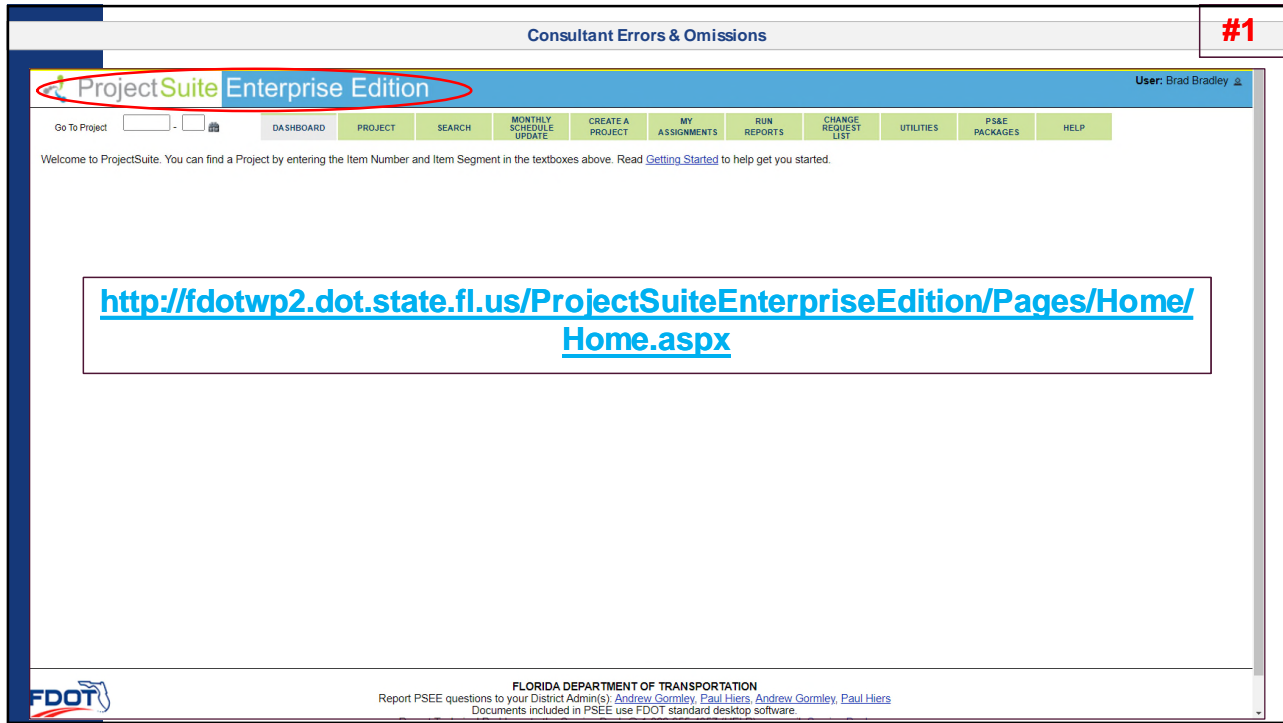 Consultant Errors & Omissions
#1
ProjectSuite Enterprise Edition
User: Brad Bradley
Go To Project
-
DASHBOARD
PROJECT
SEARCH
MONTHLY
SCHEDULE
UPDATE
CREATE A
PROJECT
MY
ASSIGNMENTS
RUN
REPORTS
CHANGE
REQUEST
LIST
UTILITIES
PS&E
PACKAGES
HELP
Welcome to ProjectSuite. You can find a Project by entering the Item Number and Item Segment in the textboxes above. Read Getting Started to help get you started.
http://fdotwp2.dot.state.fl.us/ProjectSuiteEnterpriseEdition/Pages/Home/
Home.aspx
FDOT
FLORIDA DEPARTMENT OF TRANSPORTATION
Report PSEE questions to your District Admin(s): Andrew Gormley, Paul Hiers, Andrew Gormley, Paul Hiers
Documents included in PSEE use FDOT standard desktop software.